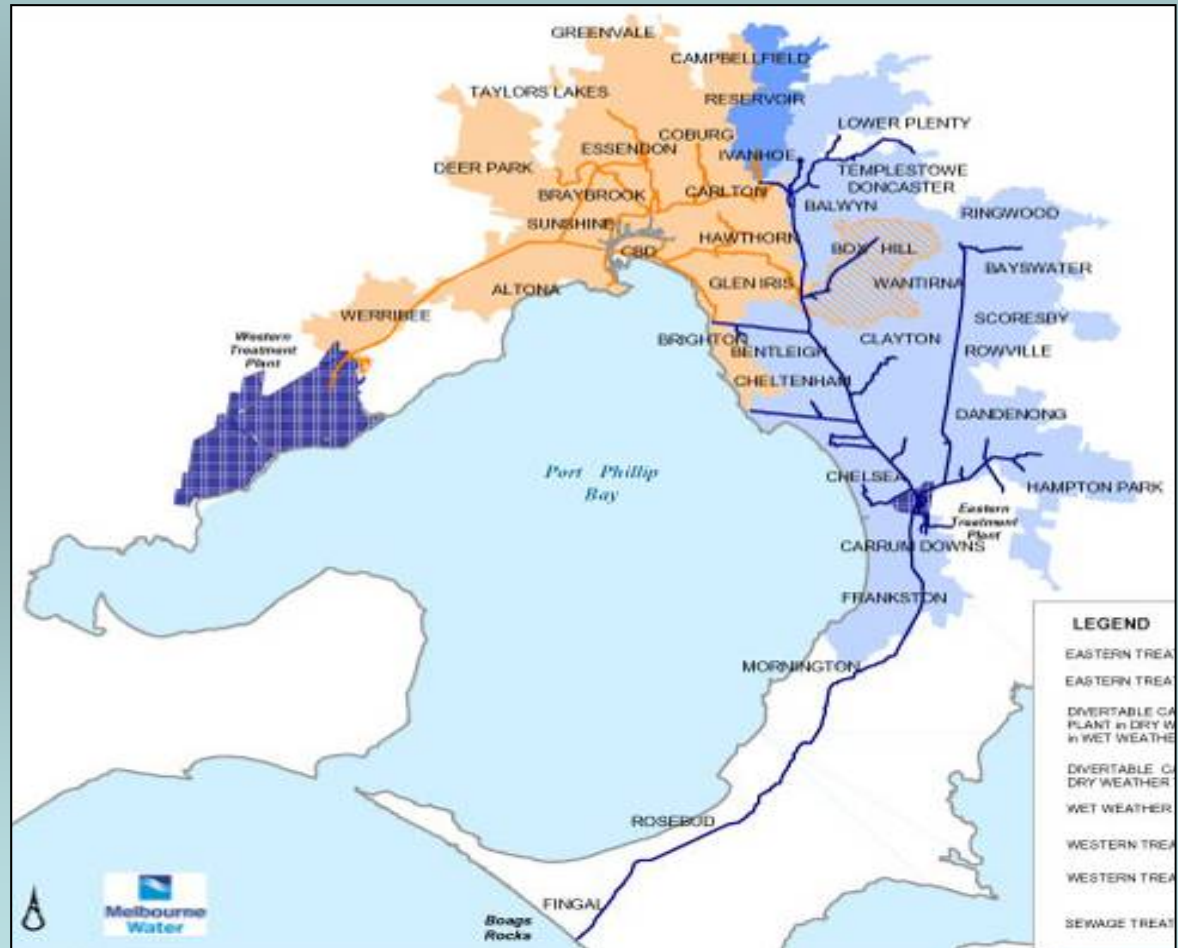 GREENVALE
CAMPBELLFIELD
TAYLORS LAKES
RESERVOIR
LOWER PLENTY
COBURG
ESSENDON
IVANHOE
DEER PARK
TEMPLESTOWE
DONCASTER
BRAYBROOK
CARLTON
BALWYN
RINGWOOD
SUNSHINE
HAWTHORN
CBD
BOX HILL
BAYSWATER
GLEN IRIS
WANTIRNA
ALTONA
WERRIBEE
SCORESBY
Western
Treatment
Plant
BRIGHTON
CLAYTON
BENTLEIGH
ROWVILLE
CHELTENHAM
DANDENONG
Port Phillip
Bay
CHELSEA
HAMPTON PARK
Eastern
Treatment
Plant
CARRUM DOWNS
FRANKSTON
MORNINGTON
ROSEBUD
FINGAL
Boags
Rocks
Melbourne
Water
LEGEND
EASTERN TREA
EASTERN TREA
DIVERTABLE CA
PLANT in DRY W
in WET WEATHE
DIVERTABLE CA
DRY WEATHER
WET WEATHER
WESTERN TREA
WESTERN TREA
SEWAGE TREAT